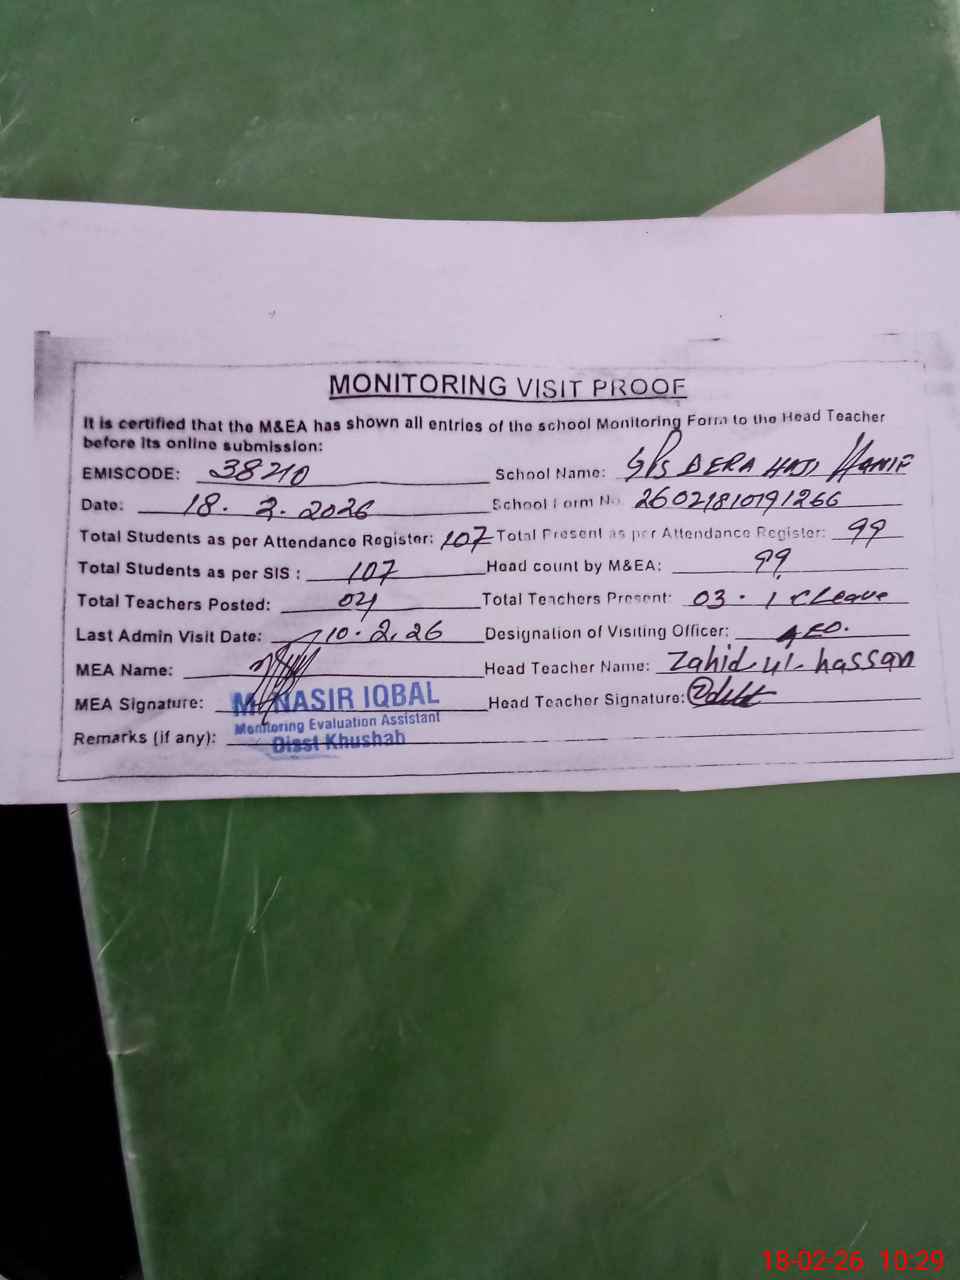 MONITORING VISIT PROOF
It is certified that the M&EA has shown all entries of the school Monitoring Form to the Head Teacher
before its online submission:
EMISCODE: 38210 School Name: GPS DERA HAJI HANIF
Date: 18. 2. 2026 School Form No. 26021810191266
Total Students as per Attendance Register: 107 Total Present as per Attendance Register: 99
Total Students as per SIS : 107 Head count by M&EA: 99
Total Teachers Posted: 04 Total Teachers Present: 03 . 1 C Leave
Last Admin Visit Date: 10. 2. 26 Designation of Visiting Officer: AEO.
MEA Name: Head Teacher Name: Zahid ul hassan
MEA Signature: M. NASIR IQBAL Head Teacher Signature:
Monitoring Evaluation Assistant
Remarks (if any): Disst Khushab
18-02-26 10:29